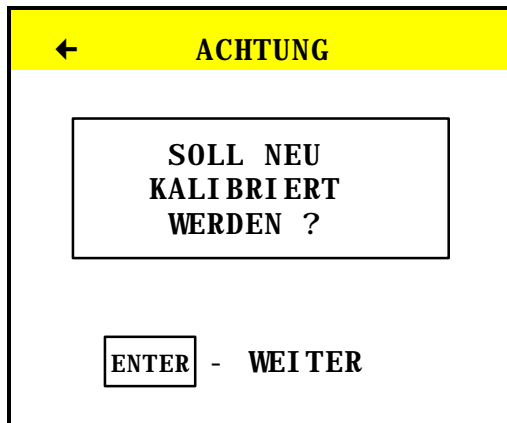 ← ACHTUNG
SOLL NEU
KALIBRIERT
WERDEN ?
ENTER - WEITER